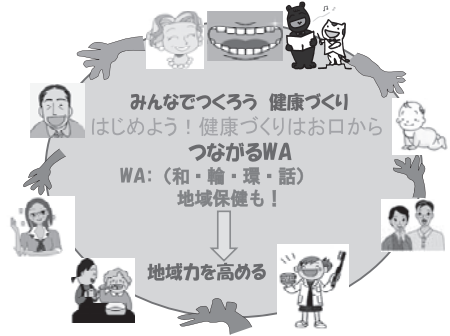 みんなでつくろう 健康づくり
はじめよう！健康づくりはお口から
つながるWA
WA：（和・輪・環・話）
地域保健も！
地域力を高める